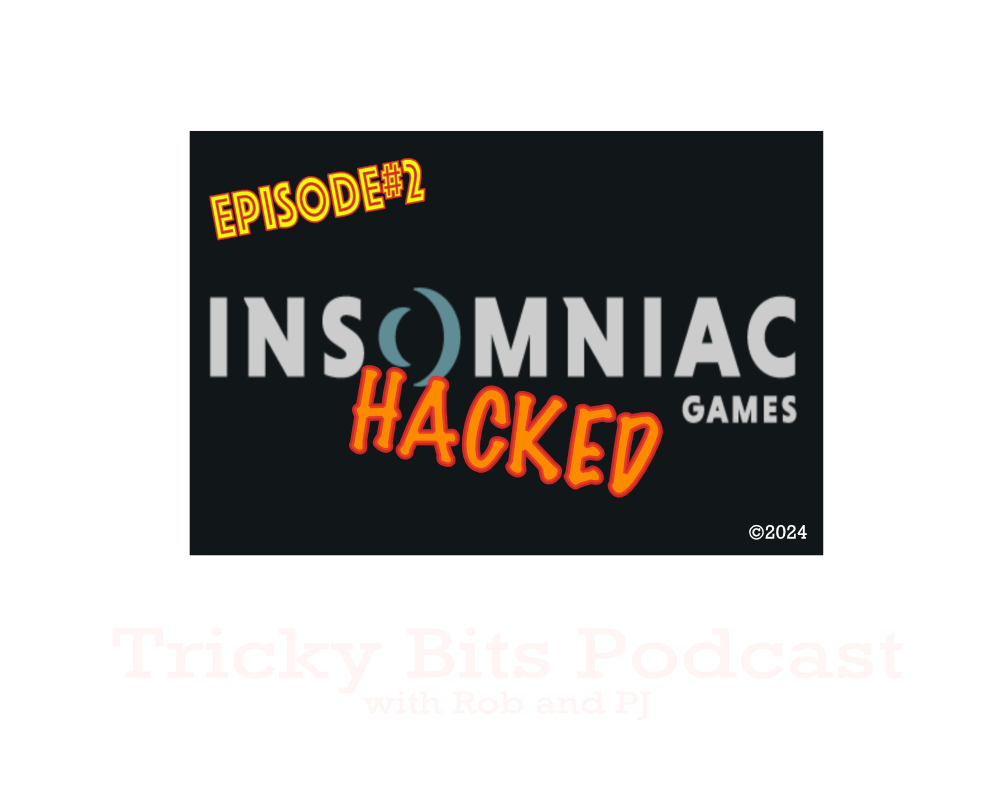 EPISODE#2
INSOMNIAC
GAMES
HACKED
©2024
Tricky Bits Podcast
with Rob and PJ